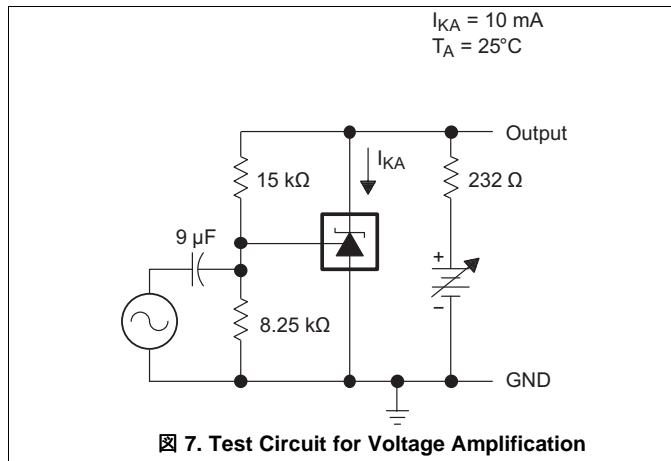 I_KA = 10 mA
T_A = 25°C
Output
15 kΩ
I_KA
232 Ω
9 µF
+
−
8.25 kΩ
GND
図 7. Test Circuit for Voltage Amplification